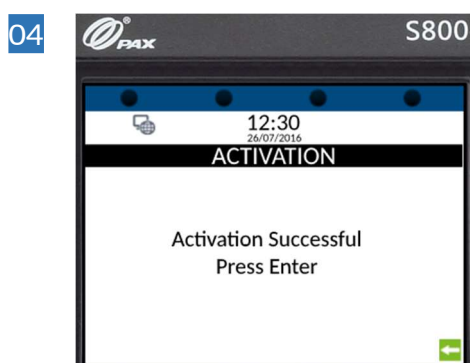 04
PAX®
S800
12:30
26/07/2016
ACTIVATION
Activation Successful
Press Enter